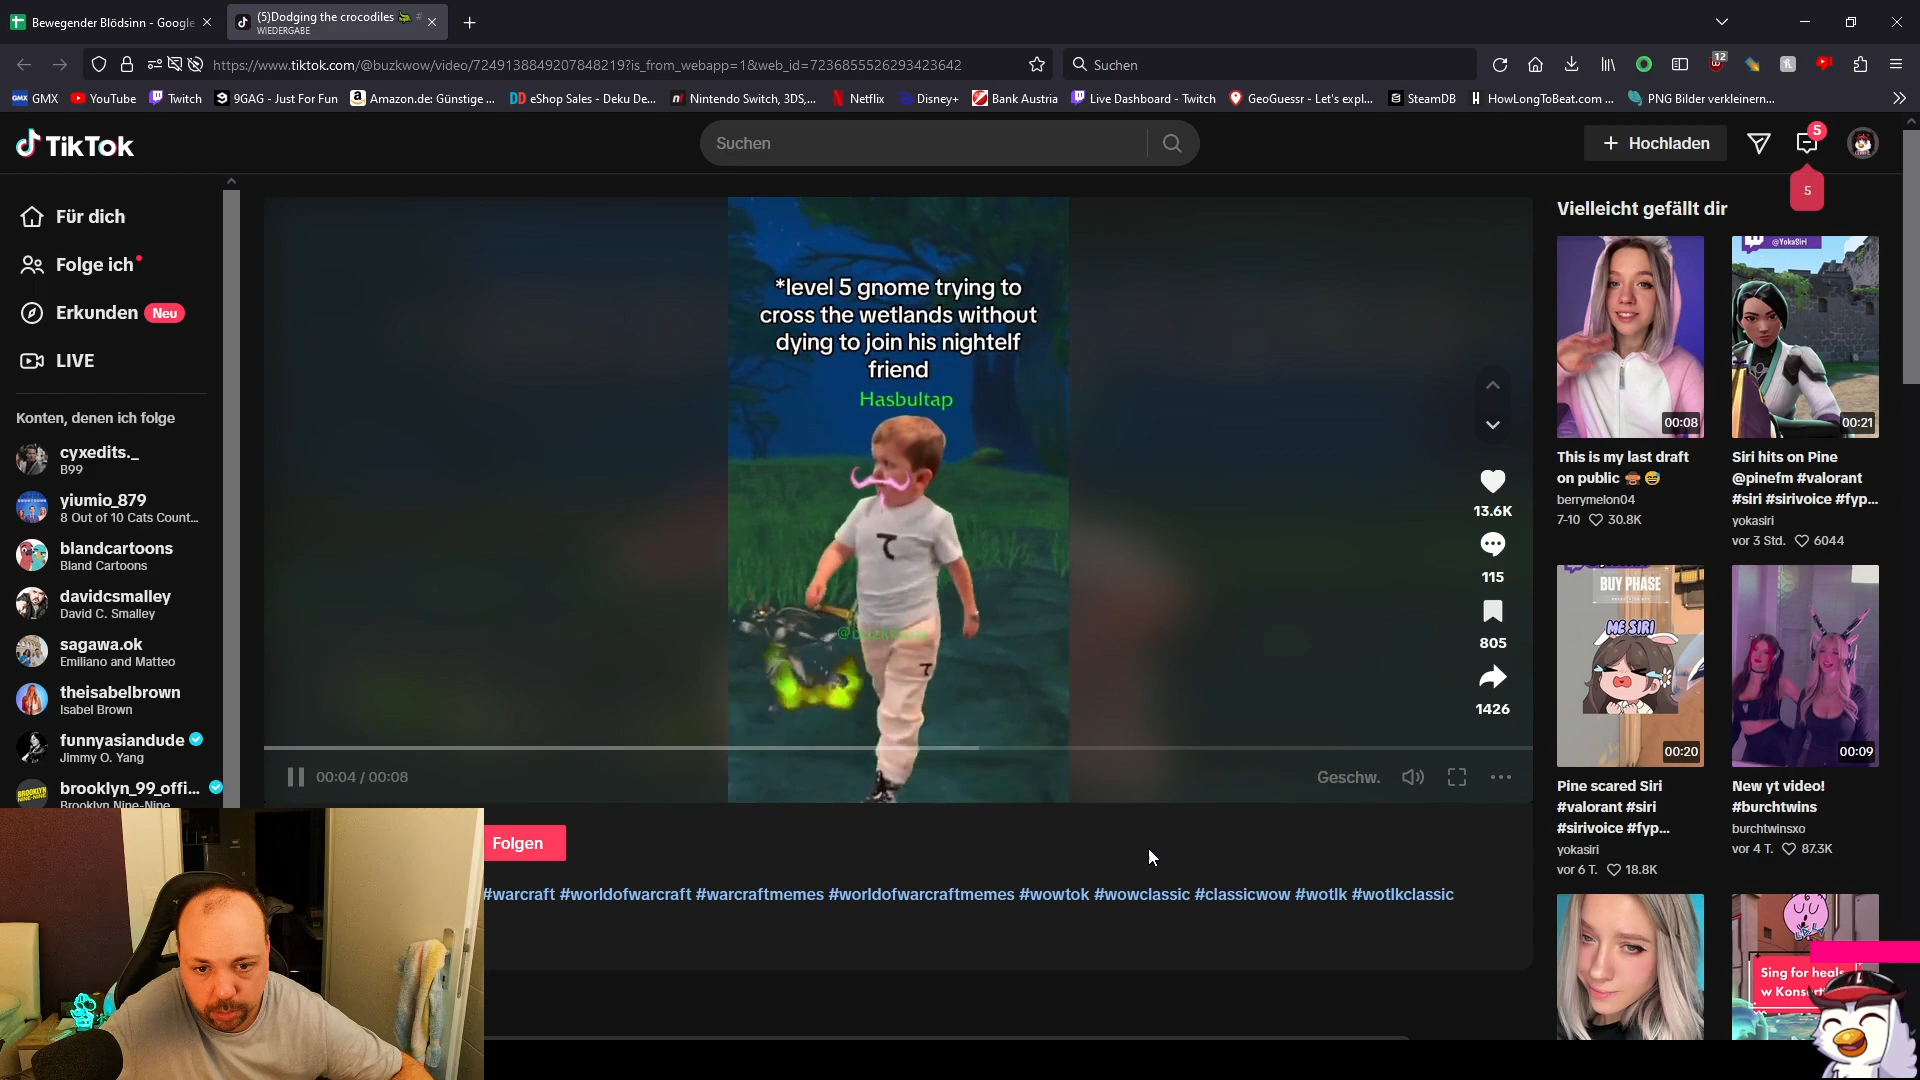 Bewegender Blödsinn - Google
(5)Dodging the crocodiles
WIEDERGABE
https://www.tiktok.com/@buzkwow/video/7249138849207848219?is_from_webapp=1&web_id=7236855526293423642
Suchen
12
GMX
YouTube
Twitch
9GAG - Just For Fun
Amazon.de: Günstige ...
eShop Sales - Deku De...
Nintendo Switch, 3DS,...
Netflix
Disney+
Bank Austria
Live Dashboard - Twitch
GeoGuessr - Let's expl...
SteamDB
HowLongToBeat.com ...
PNG Bilder verkleinern...
TikTok
Suchen
Hochladen
5
5
Für dich
Folge ich
Erkunden Neu
LIVE
Konten, denen ich folge
cyxedits._
B99
yiumio_879
8 Out of 10 Cats Count...
blandcartoons
Bland Cartoons
davidcsmalley
David C. Smalley
sagawa.ok
Emiliano and Matteo
theisabelbrown
Isabel Brown
funnyasiandude
Jimmy O. Yang
brooklyn_99_offi...
Brooklyn Nine-Nine
*level 5 gnome trying to
cross the wetlands without
dying to join his nightelf
friend
Hasbultap
13.6K
115
805
1426
00:04 / 00:08
Geschw.
Folgen
#warcraft #worldofwarcraft #warcraftmemes #worldofwarcraftmemes #wowtok #wowclassic #classicwow #wotlk #wotlkclassic
Vielleicht gefällt dir
00:08
This is my last draft
on public
berrymelon04
7-10 30.8K
@YokaSiri
00:21
Siri hits on Pine
@pinefm #valorant
#siri #sirivoice #fyp...
yokasiri
vor 3 Std. 6044
BUY PHASE
ME SIRI
00:20
Pine scared Siri
#valorant #siri
#sirivoice #fyp...
yokasiri
vor 6 T. 18.8K
00:09
New yt video!
#burchtwins
burchtwinsxo
vor 4 T. 87.3K
Sing for heals